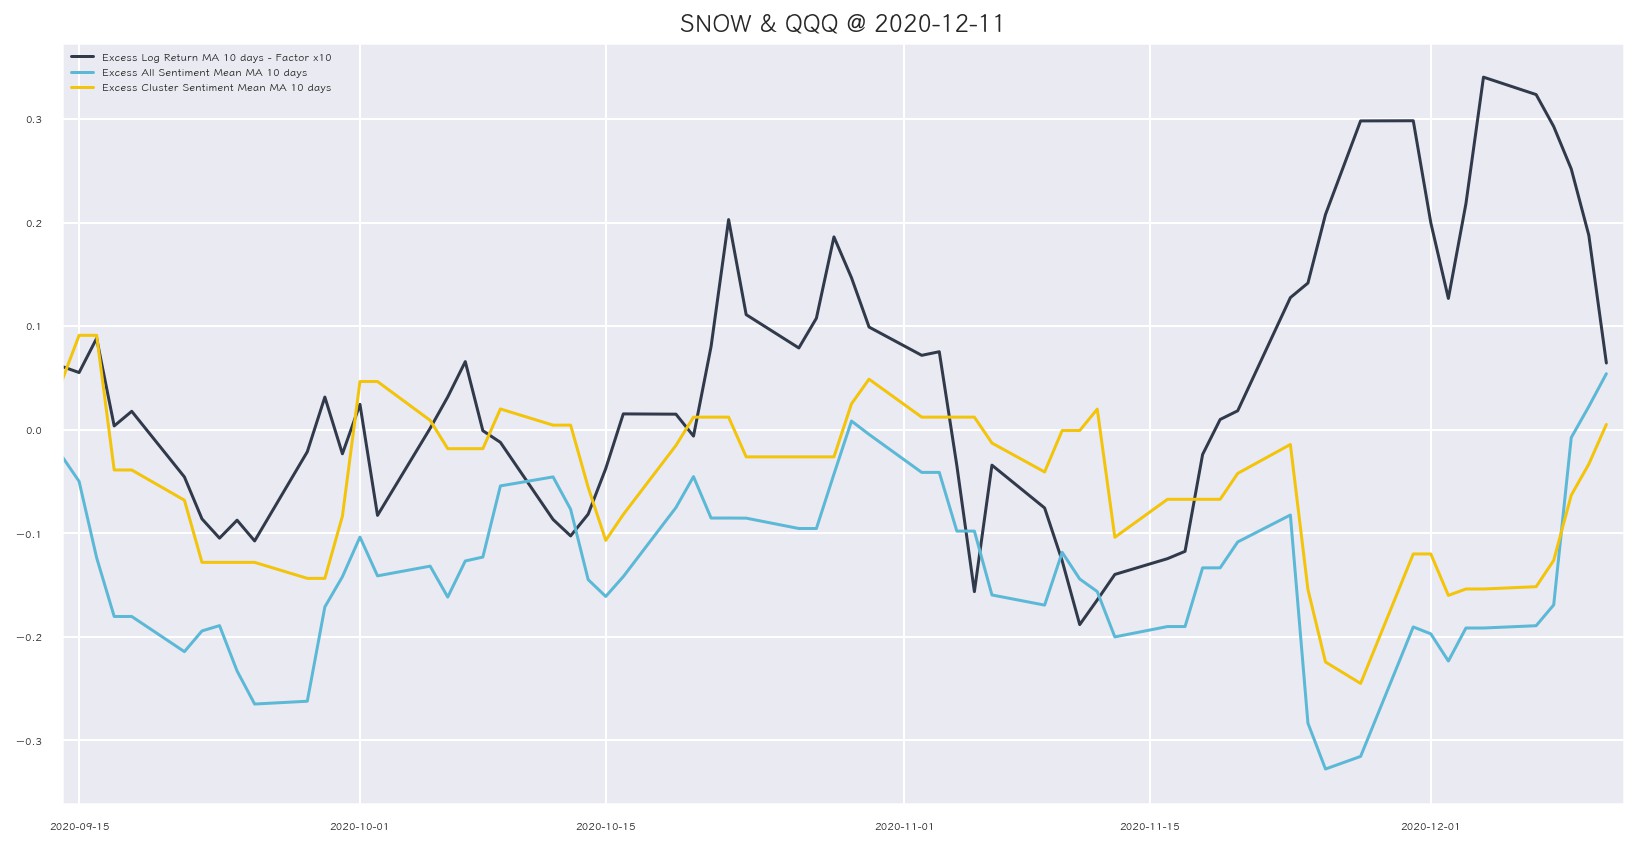 SNOW & QQQ @ 2020-12-11
Excess Log Return MA 10 days - Factor x10
Excess All Sentiment Mean MA 10 days
Excess Cluster Sentiment Mean MA 10 days
0.3
0.2
0.1
0.0
−0.1
−0.2
−0.3
2020-09-15 2020-10-01 2020-10-15 2020-11-01 2020-11-15 2020-12-01